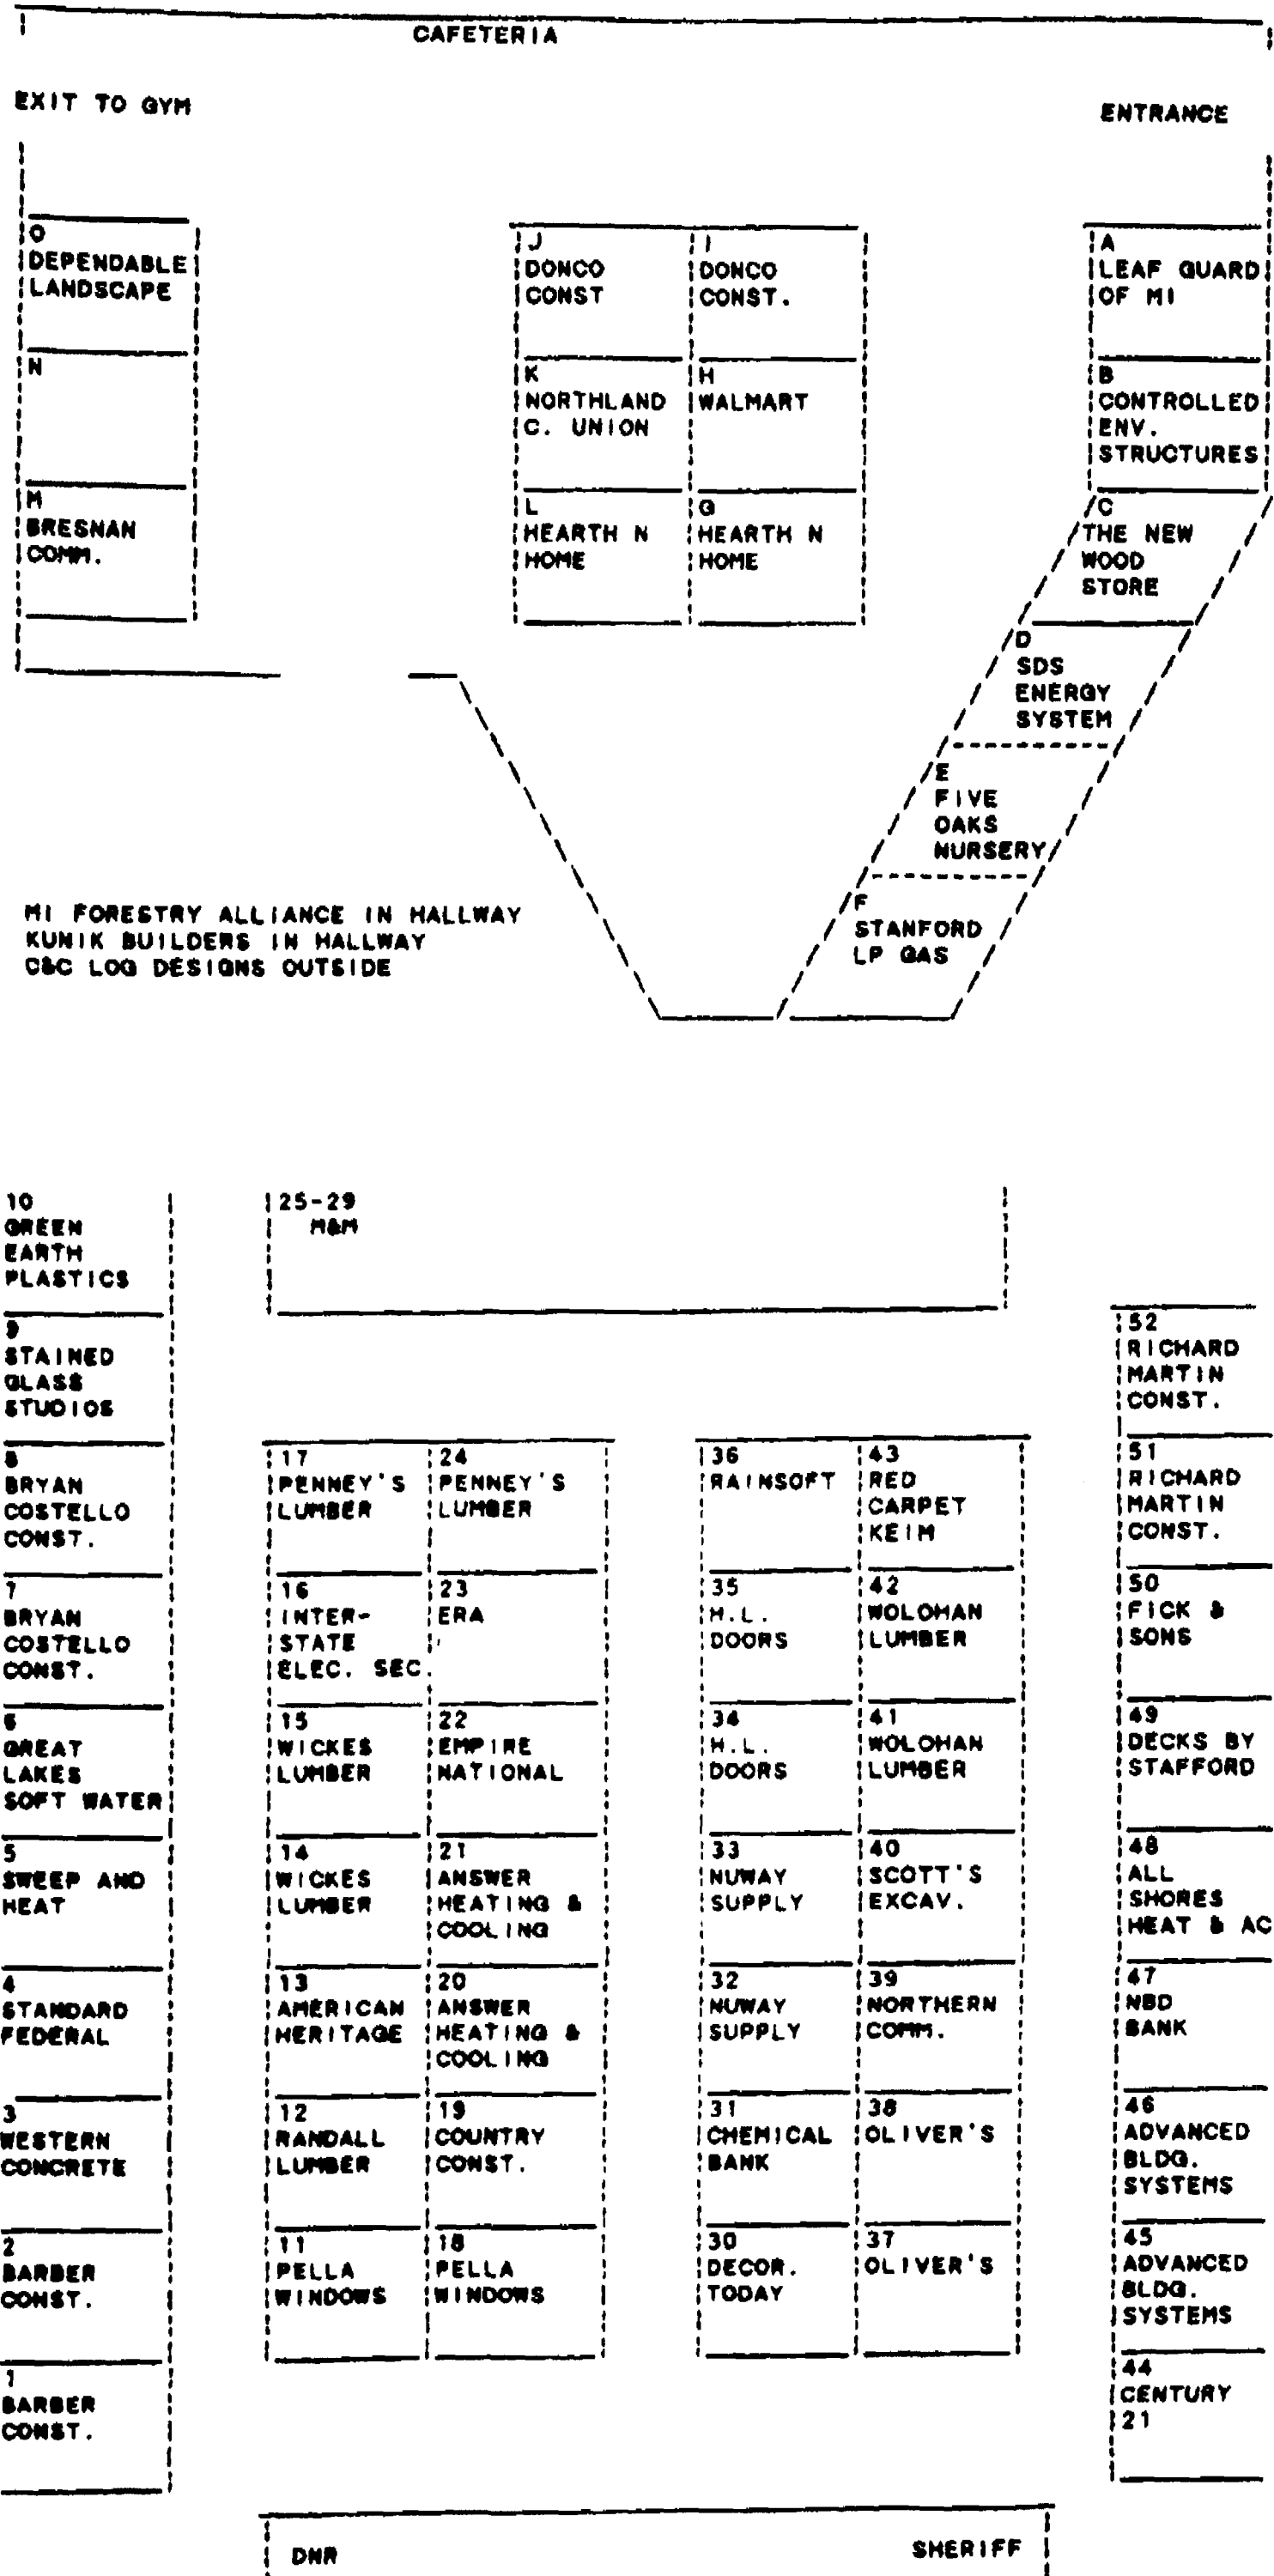 CAFETERIA
EXIT TO GYM
ENTRANCE
O
DEPENDABLE
LANDSCAPE
N
M
BRESNAN
COMM.
J
DONCO
CONST
I
DONCO
CONST.
K
NORTHLAND
C. UNION
H
WALMART
L
HEARTH N
HOME
G
HEARTH N
HOME
A
LEAF GUARD
OF MI
B
CONTROLLED
ENV.
STRUCTURES
C
THE NEW
WOOD
STORE
D
SDS
ENERGY
SYSTEM
E
FIVE
OAKS
NURSERY
F
STANFORD
LP GAS
MI FORESTRY ALLIANCE IN HALLWAY
KUNIK BUILDERS IN HALLWAY
C&C LOG DESIGNS OUTSIDE
10
GREEN
EARTH
PLASTICS
9
STAINED
GLASS
STUDIOS
8
BRYAN
COSTELLO
CONST.
7
BRYAN
COSTELLO
CONST.
6
GREAT
LAKES
SOFT WATER
5
SWEEP AND
HEAT
4
STANDARD
FEDERAL
3
WESTERN
CONCRETE
2
BARBER
CONST.
1
BARBER
CONST.
25-29
M&M
17
PENNEY'S
LUMBER
24
PENNEY'S
LUMBER
16
INTER-
STATE
ELEC. SEC.
23
ERA
15
WICKES
LUMBER
22
EMPIRE
NATIONAL
14
WICKES
LUMBER
21
ANSWER
HEATING &
COOLING
13
AMERICAN
HERITAGE
20
ANSWER
HEATING &
COOLING
12
RANDALL
LUMBER
19
COUNTRY
CONST.
11
PELLA
WINDOWS
18
PELLA
WINDOWS
36
RAINSOFT
43
RED
CARPET
KEIM
35
H.L.
DOORS
42
WOLOHAN
LUMBER
34
H.L.
DOORS
41
WOLOHAN
LUMBER
33
NUWAY
SUPPLY
40
SCOTT'S
EXCAV.
32
NUWAY
SUPPLY
39
NORTHERN
COMM.
31
CHEMICAL
BANK
38
OLIVER'S
30
DECOR.
TODAY
37
OLIVER'S
52
RICHARD
MARTIN
CONST.
51
RICHARD
MARTIN
CONST.
50
FICK &
SONS
49
DECKS BY
STAFFORD
48
ALL
SHORES
HEAT & AC
47
NBD
BANK
46
ADVANCED
BLDG.
SYSTEMS
45
ADVANCED
BLDG.
SYSTEMS
44
CENTURY
21
DNR
SHERIFF